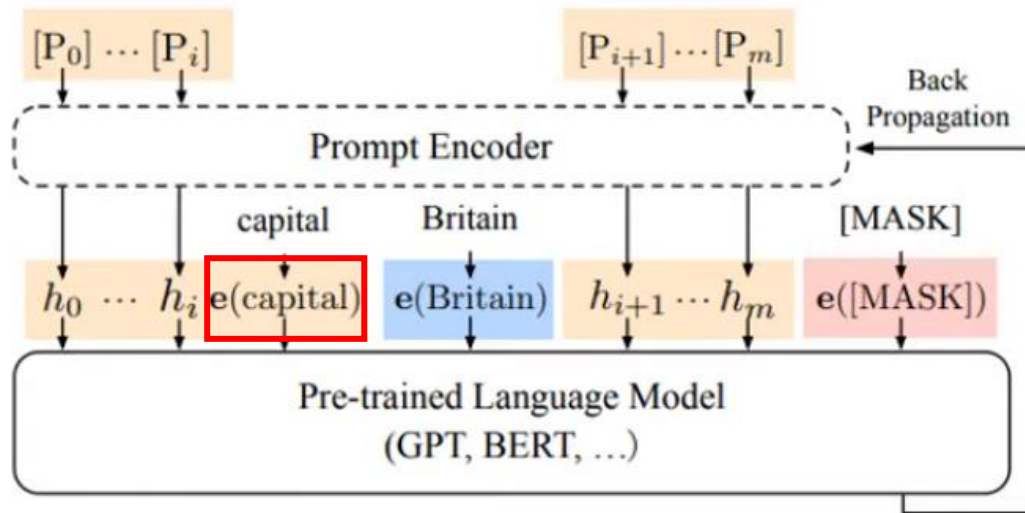 [P₀] ⋯ [Pᵢ] [Pᵢ₊₁] ⋯ [Pₘ]
Back
Propagation
Prompt Encoder
capital Britain [MASK]
h₀ ⋯ hᵢ e(capital) e(Britain) hᵢ₊₁ ⋯ hₘ e([MASK])
Pre-trained Language Model
(GPT, BERT, …)